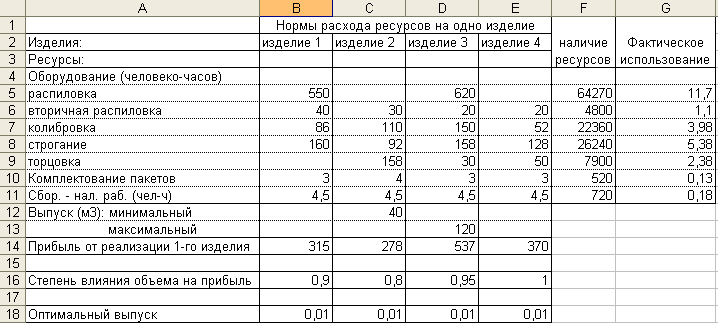 A B C D E F G
1 Нормы расхода ресурсов на одно изделие
2 Изделия: изделие 1 изделие 2 изделие 3 изделие 4 наличие Фактическое
3 Ресурсы: ресурсов использование
4 Оборудование (человеко-часов)
5 распиловка 550 620 64270 11,7
6 вторичная распиловка 40 30 20 20 4800 1,1
7 колибровка 86 110 150 52 22360 3,98
8 строгание 160 92 158 128 26240 5,38
9 торцовка 158 30 50 7900 2,38
10 Комплектование пакетов 3 4 3 3 520 0,13
11 Сбор. - нал. раб. (чел-ч) 4,5 4,5 4,5 4,5 720 0,18
12 Выпуск (м3): минимальный 40
13 максимальный 120
14 Прибыль от реализации 1-го изделия 315 278 537 370
15
16 Степень влияния объема на прибыль 0,9 0,8 0,95 1
17
18 Оптимальный выпуск 0,01 0,01 0,01 0,01